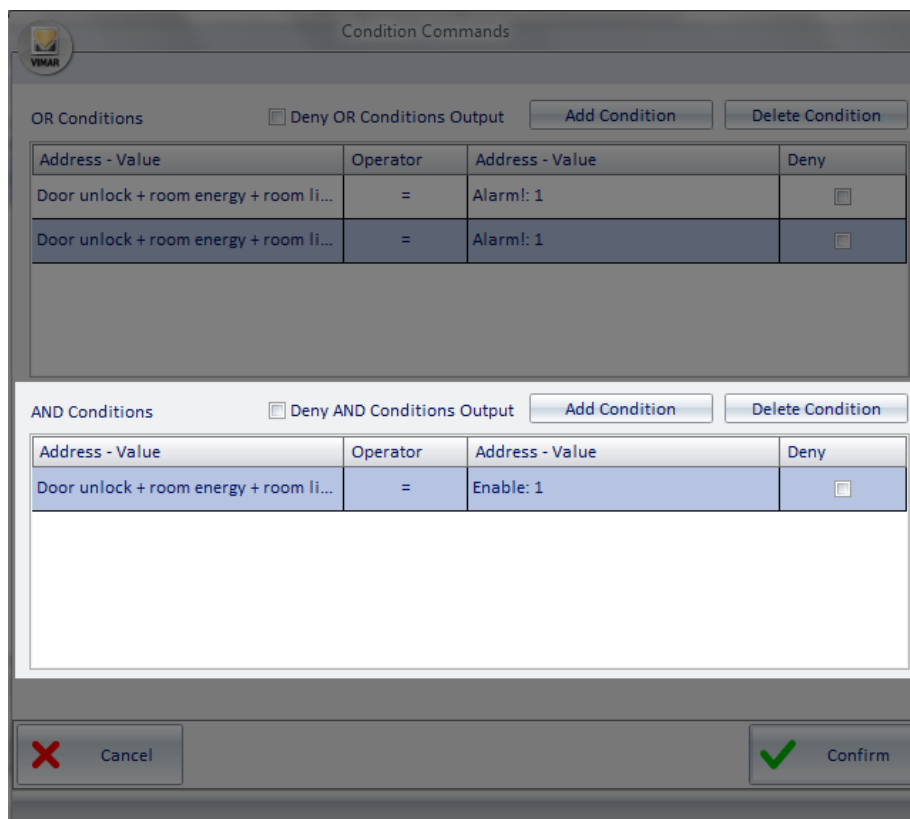 Condition Commands
VIMAR
OR Conditions Deny OR Conditions Output Add Condition Delete Condition
Address - Value Operator Address - Value Deny
Door unlock + room energy + room li... = Alarm!: 1
Door unlock + room energy + room li... = Alarm!: 1
AND Conditions Deny AND Conditions Output Add Condition Delete Condition
Address - Value Operator Address - Value Deny
Door unlock + room energy + room li... = Enable: 1
Cancel Confirm